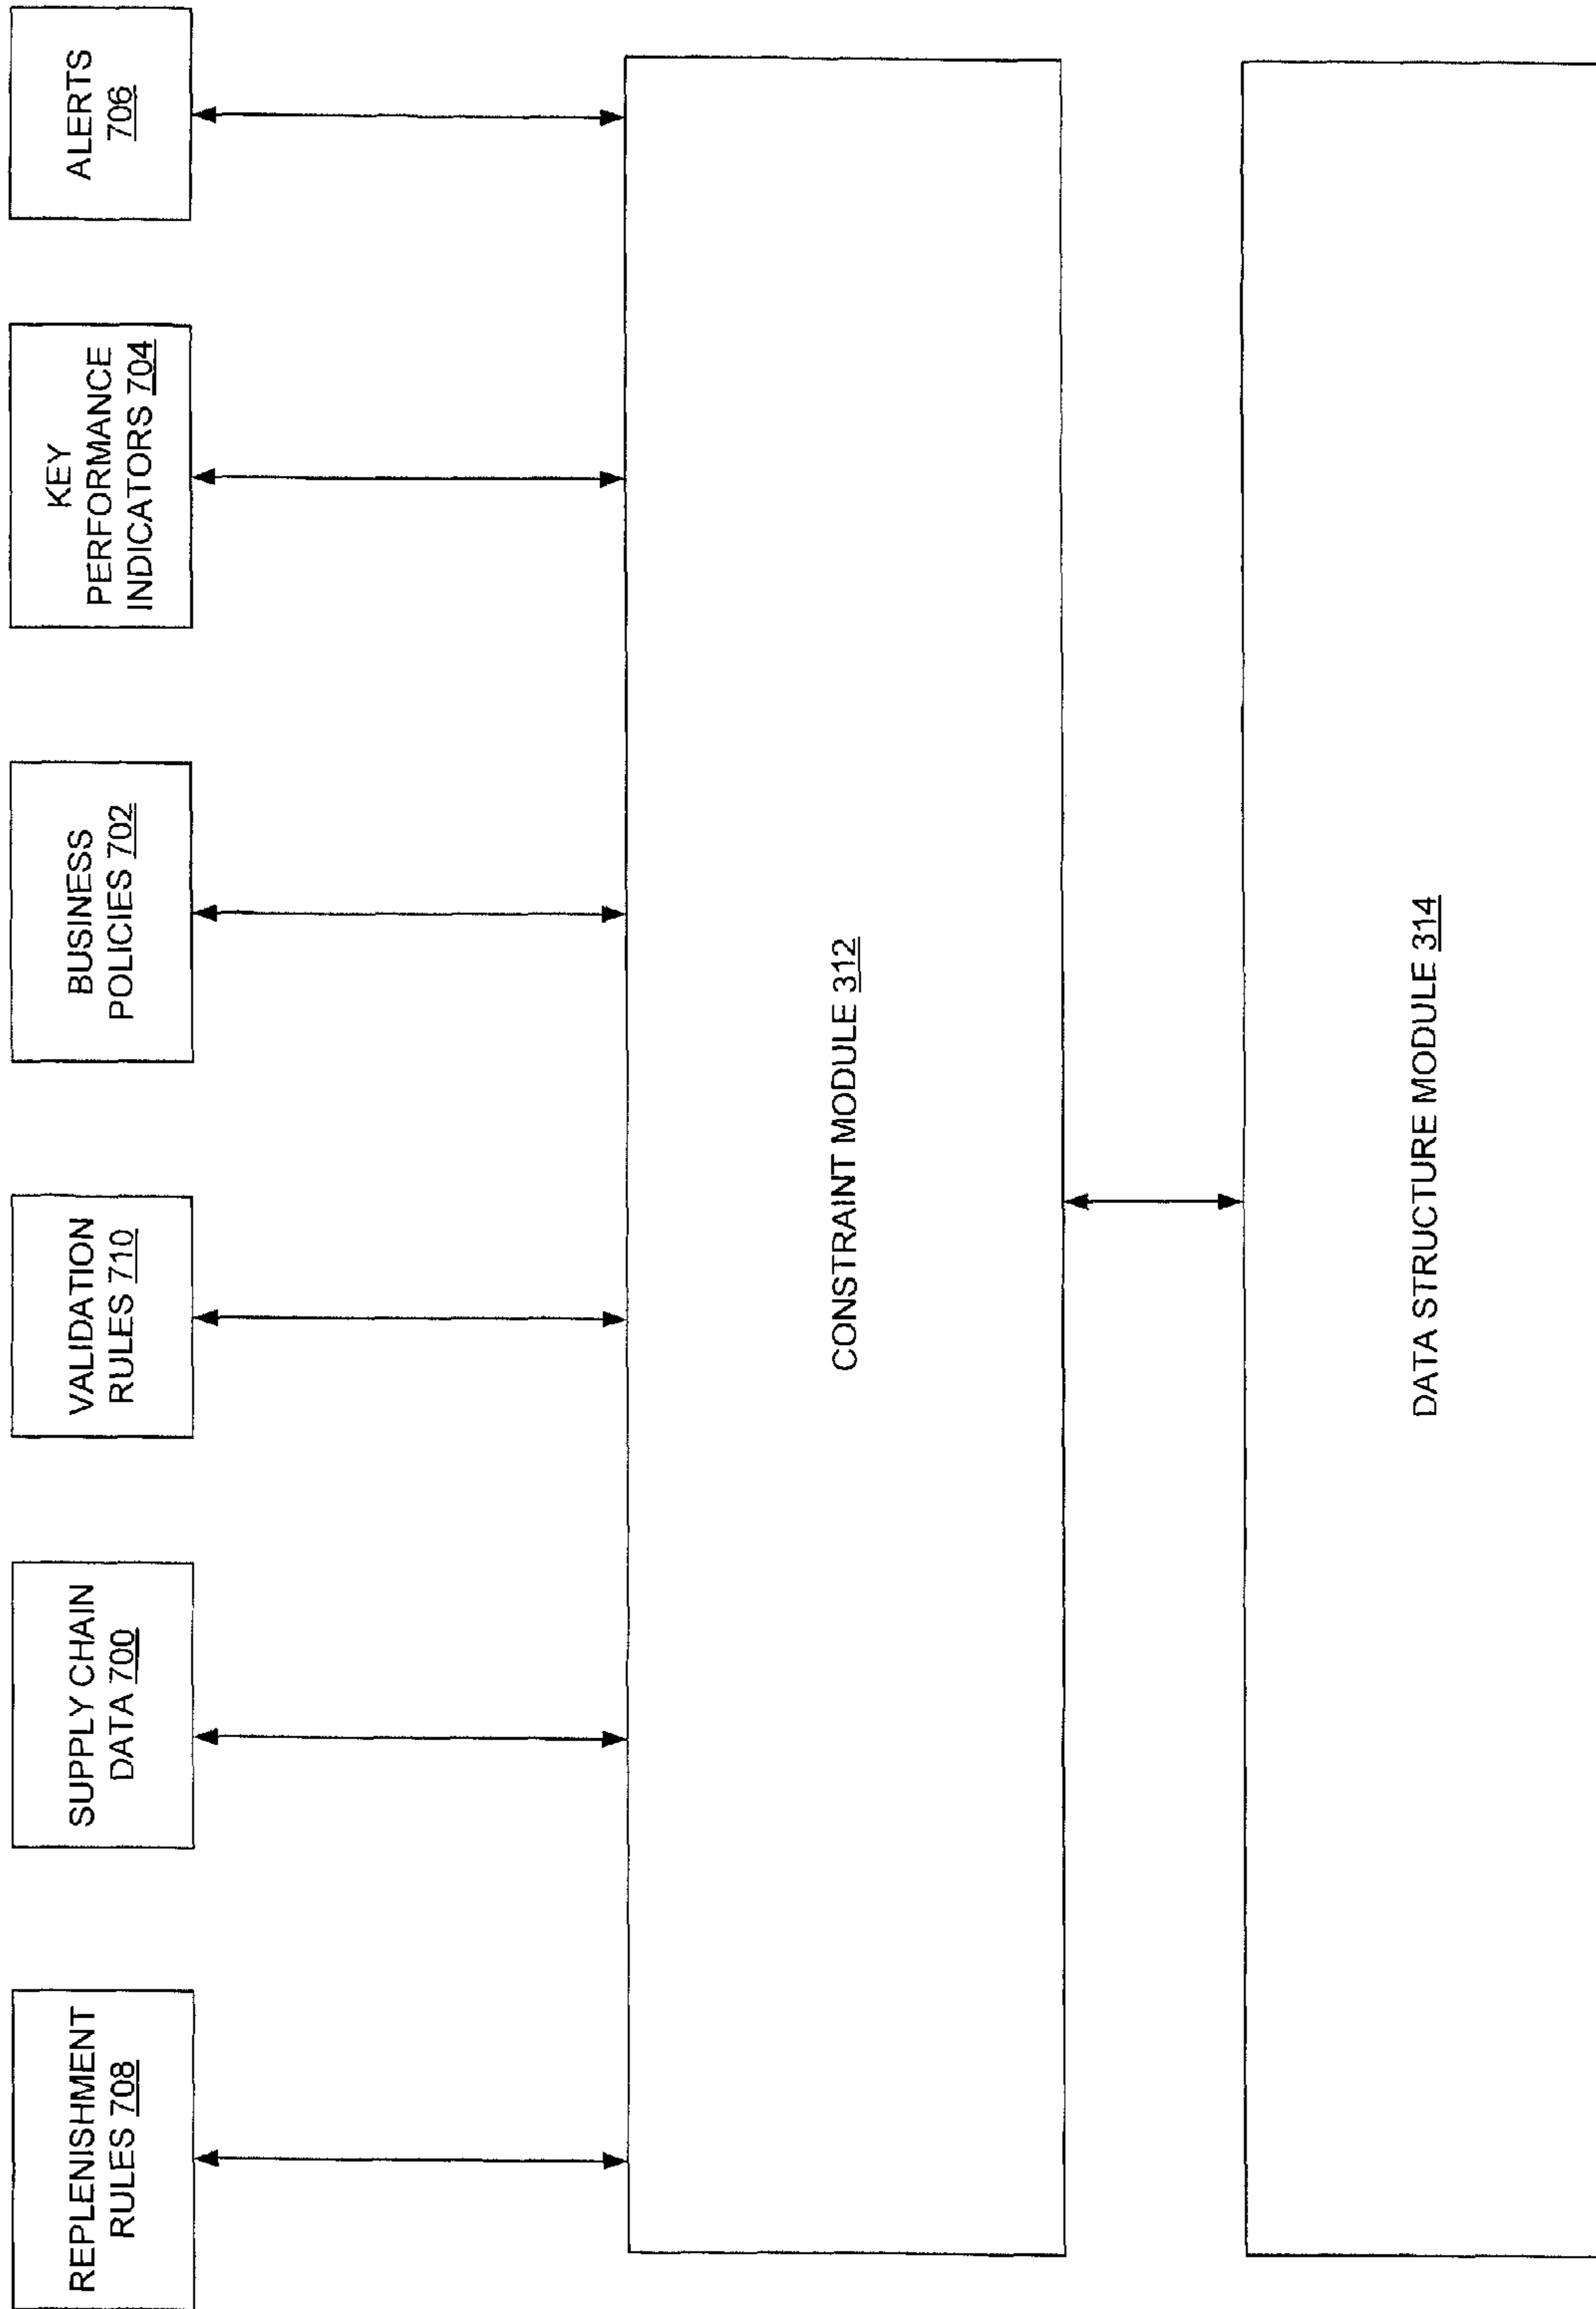 REPLENISHMENT
RULES 708
SUPPLY CHAIN
DATA 700
VALIDATION
RULES 710
BUSINESS
POLICIES 702
KEY
PERFORMANCE
INDICATORS 704
ALERTS
706
CONSTRAINT MODULE 312
DATA STRUCTURE MODULE 314